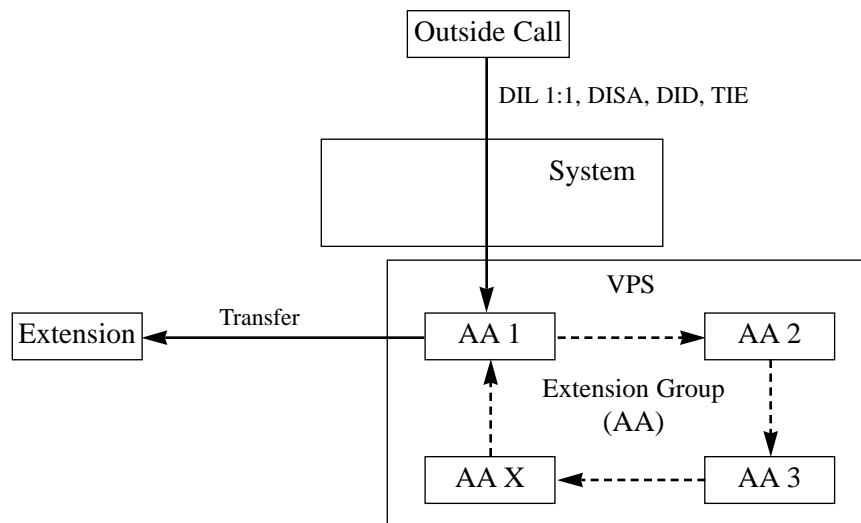 Outside Call
DIL 1:1, DISA, DID, TIE
System
VPS
Extension
Transfer
AA 1
AA 2
Extension Group
(AA)
AA X
AA 3